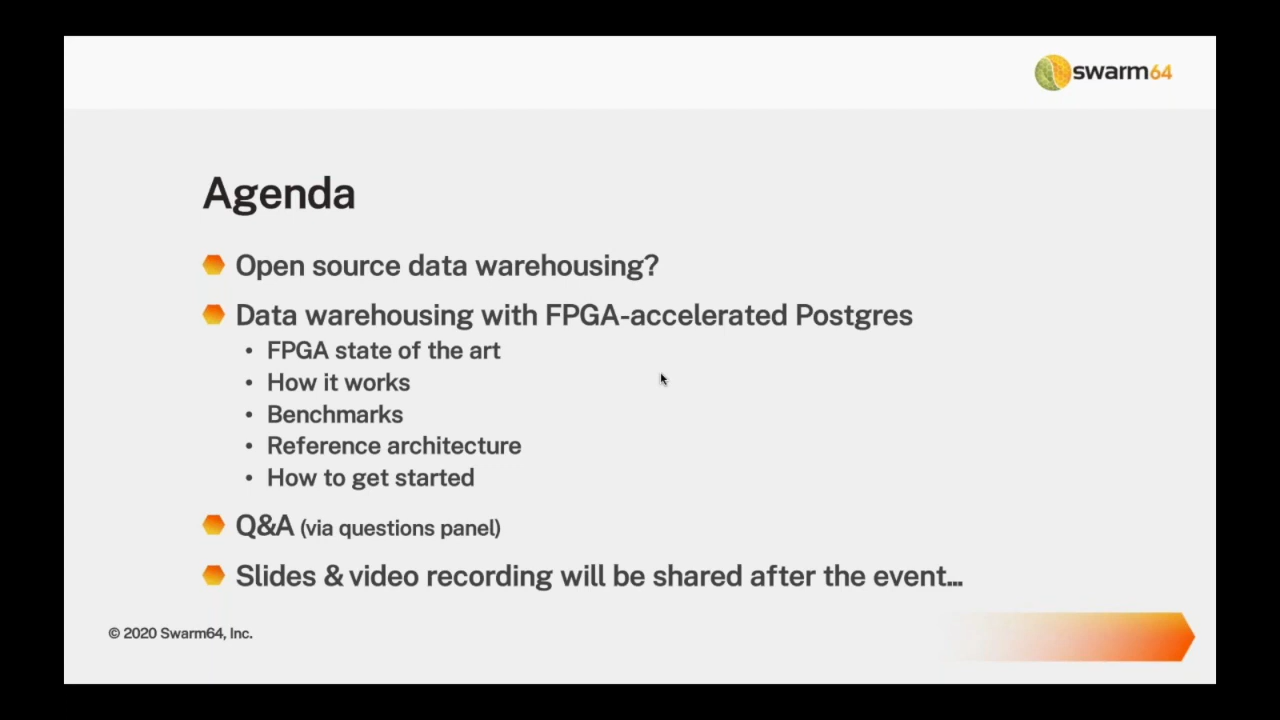 swarm64
Agenda
Open source data warehousing?
Data warehousing with FPGA-accelerated Postgres
• FPGA state of the art
• How it works
• Benchmarks
• Reference architecture
• How to get started
Q&A (via questions panel)
Slides & video recording will be shared after the event...
© 2020 Swarm64, Inc.